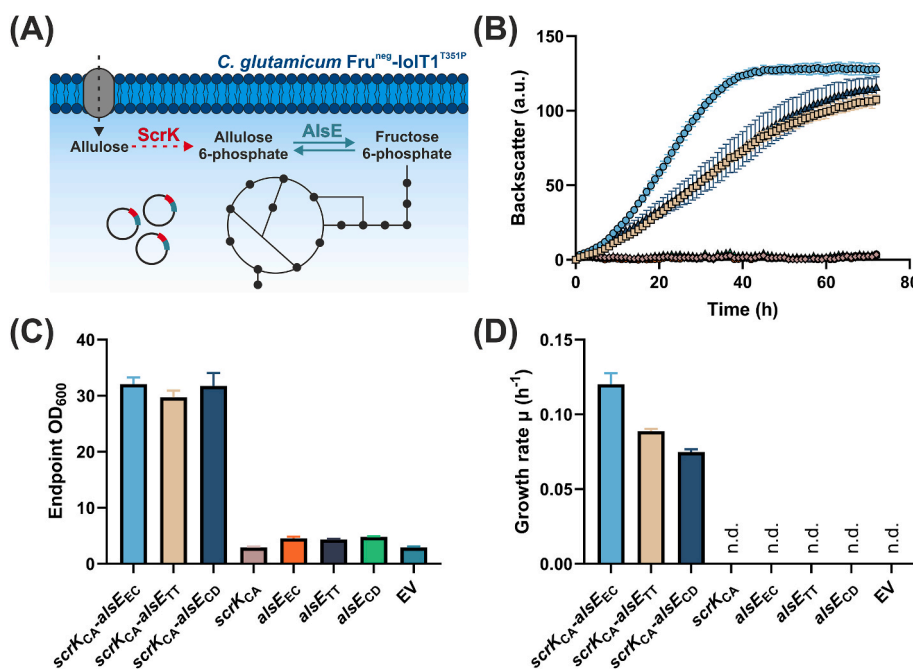 (A)
C. glutamicum Fru^neg-IolT1^T351P
Allulose
ScrK
Allulose
6-phosphate
AlsE
Fructose
6-phosphate
(B)
Backscatter (a.u.)
150
100
50
0
0
20
40
60
80
Time (h)
(C)
Endpoint OD600
40
30
20
10
0
scrKCA-alsEEC
scrKCA-alsETT
scrKCA-alsECD
scrKCA
alsEEC
alsETT
alsECD
EV
(D)
Growth rate μ (h-1)
0.15
0.10
0.05
0.00
n.d.
n.d.
n.d.
n.d.
n.d.
scrKCA-alsEEC
scrKCA-alsETT
scrKCA-alsECD
scrKCA
alsEEC
alsETT
alsECD
EV